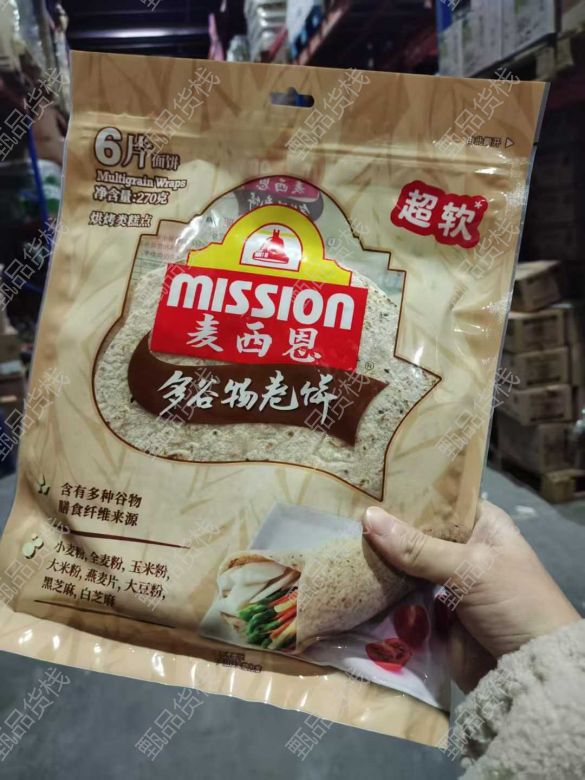 6片面饼
Multigrain Wraps
净含量:270克
烘烤类糕点
超软
MISSION
麦西恩
®
多谷物卷饼
含有多种谷物
膳食纤维来源
小麦粉,全麦粉,玉米粉,
大米粉,燕麦片,大豆粉,
黑芝麻,白芝麻
甄品货栈